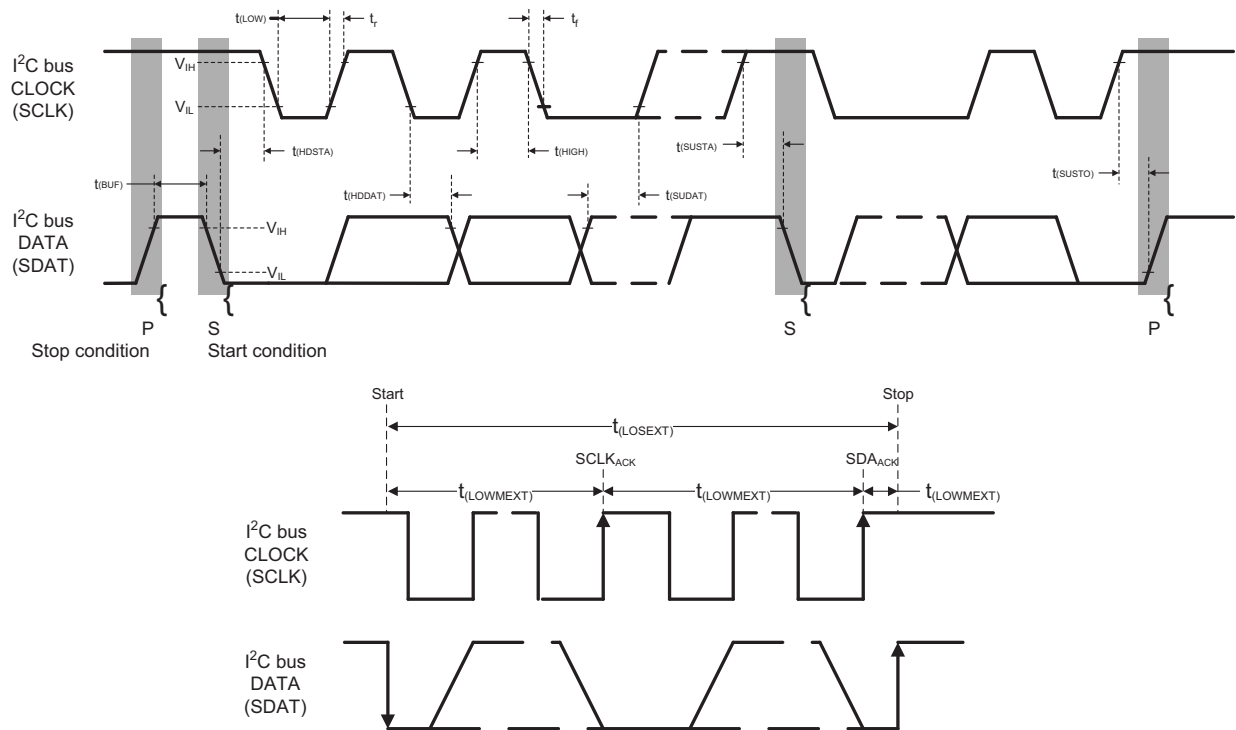 t(LOW)
tr
tf
I2C bus
CLOCK
(SCLK)
VIH
VIL
t(HDSTA)
t(HIGH)
t(SUSTA)
t(BUF)
t(HDDAT)
t(SUDAT)
t(SUSTO)
I2C bus
DATA
(SDAT)
VIH
VIL
P
S
S
P
Stop condition
Start condition
Start
Stop
t(LOSEXT)
SCLKACK
SDAACK
t(LOWMEXT)
t(LOWMEXT)
t(LOWMEXT)
I2C bus
CLOCK
(SCLK)
I2C bus
DATA
(SDAT)